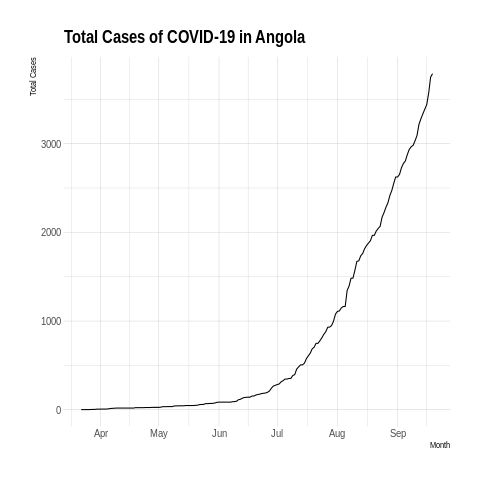 Total Cases of COVID-19 in Angola
Total Cases
3000
2000
1000
0
Apr May Jun Jul Aug Sep
Month